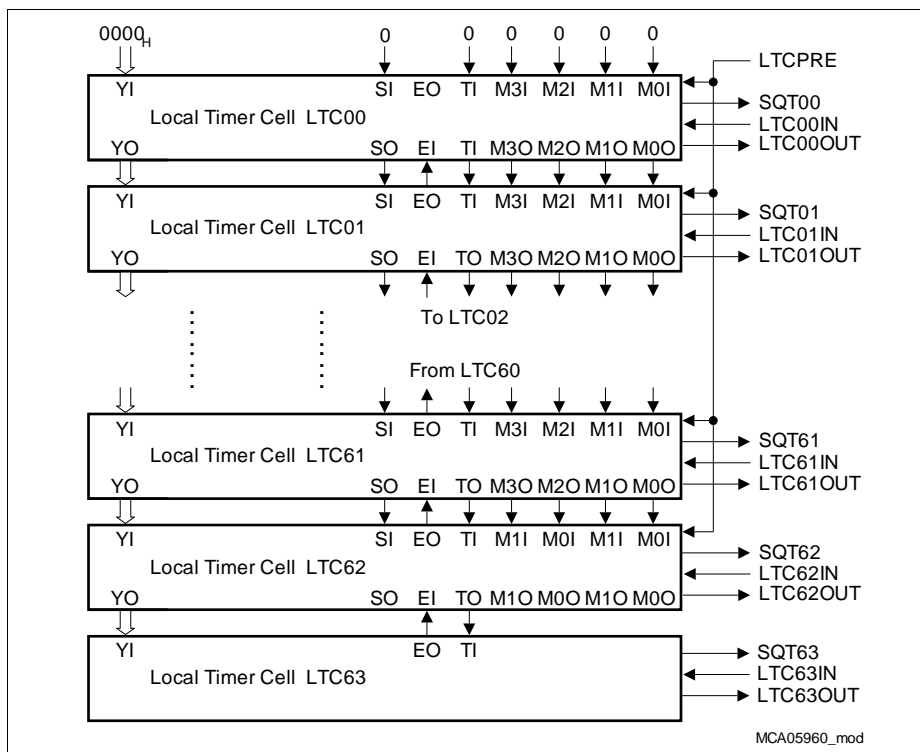 0000H 0 0 0 0 0 0
LTCPRE
YI SI EO TI M3I M2I M1I M0I
SQT00
Local Timer Cell LTC00
LTC00IN
YO SO EI TI M3O M2O M1O M0O
LTC00OUT
YI SI EO TI M3I M2I M1I M0I
SQT01
Local Timer Cell LTC01
LTC01IN
YO SO EI TO M3O M2O M1O M0O
LTC01OUT
To LTC02
From LTC60
YI SI EO TI M3I M2I M1I M0I
SQT61
Local Timer Cell LTC61
LTC61IN
YO SO EI TO M3O M2O M1O M0O
LTC61OUT
YI SI EO TI M1I M0I M1I M0I
SQT62
Local Timer Cell LTC62
LTC62IN
YO SO EI TO M1O M0O M1O M0O
LTC62OUT
YI EO TI
SQT63
Local Timer Cell LTC63
LTC63IN
LTC63OUT
MCA05960_mod